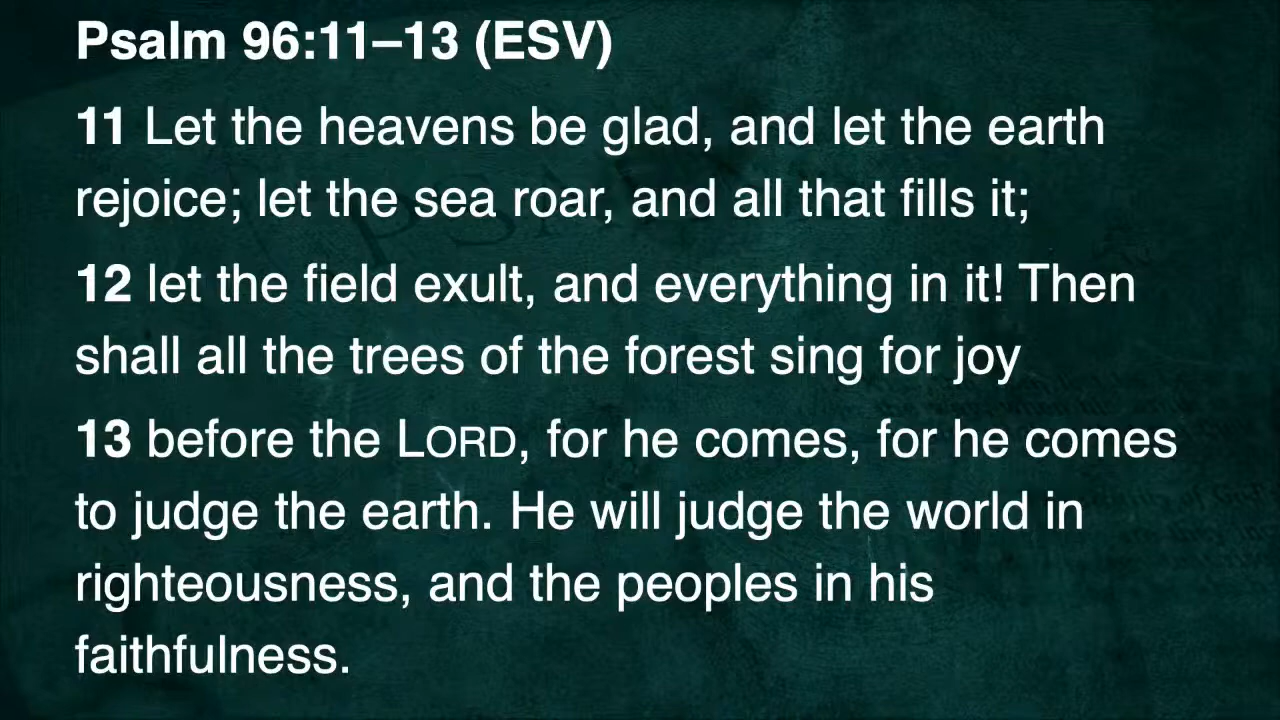 Psalm 96:11–13 (ESV)
11 Let the heavens be glad, and let the earth
rejoice; let the sea roar, and all that fills it;
12 let the field exult, and everything in it! Then
shall all the trees of the forest sing for joy
13 before the LORD, for he comes, for he comes
to judge the earth. He will judge the world in
righteousness, and the peoples in his
faithfulness.